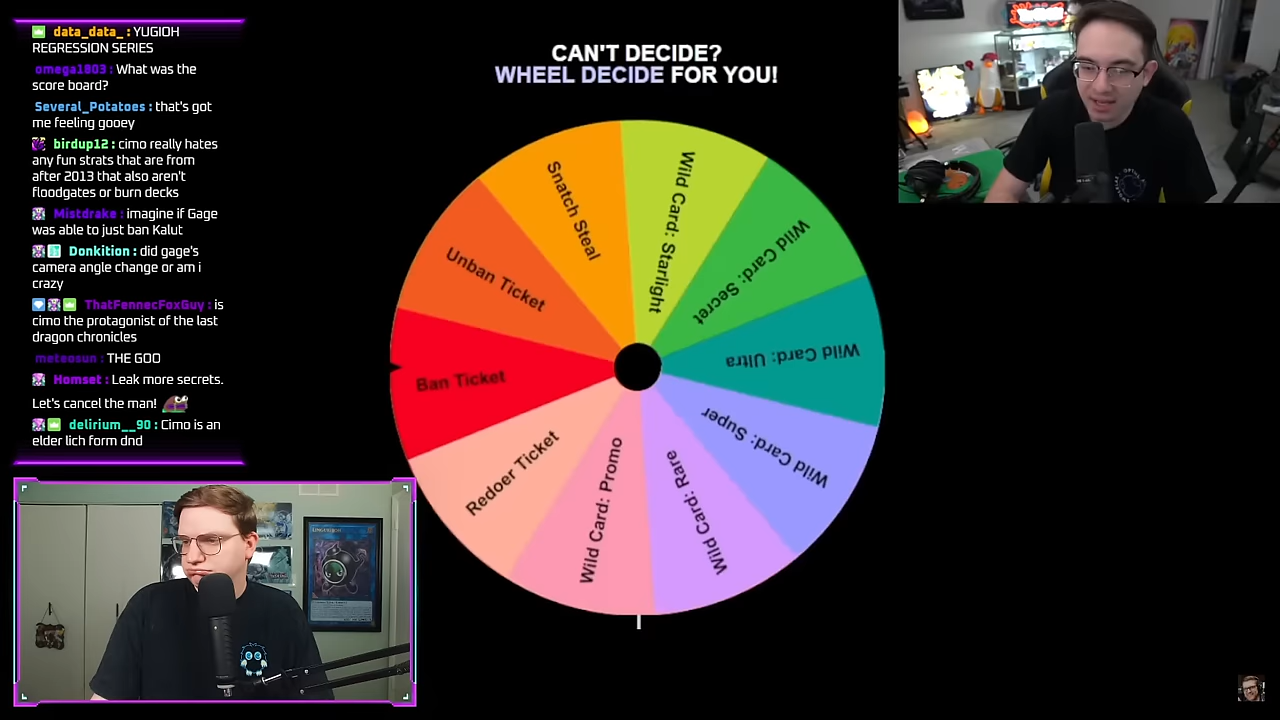 data_data_ : YUGIOH
REGRESSION SERIES
omega1803 : What was the
score board?
Several_Potatoes : that's got
me feeling gooey
birdup12 : cimo really hates
any fun strats that are from
after 2013 that also aren't
floodgates or burn decks
Mistdrake : imagine if Gage
was able to just ban Kalut
Donkition : did gage's
camera angle change or am i
crazy
ThatFennecFoxGuy : is
cimo the protagonist of the last
dragon chronicles
meteosun : THE GOO
Homset : Leak more secrets.
Let's cancel the man!
delirium__90 : Cimo is an
elder lich form dnd
CAN'T DECIDE?
WHEEL DECIDE FOR YOU!
Snatch Steal
Wild Card: Starlight
Wild Card: Secret
Wild Card: Ultra
Wild Card: Super
Wild Card: Rare
Wild Card: Promo
Redoer Ticket
Ban Ticket
Unban Ticket
LINKURIBOH